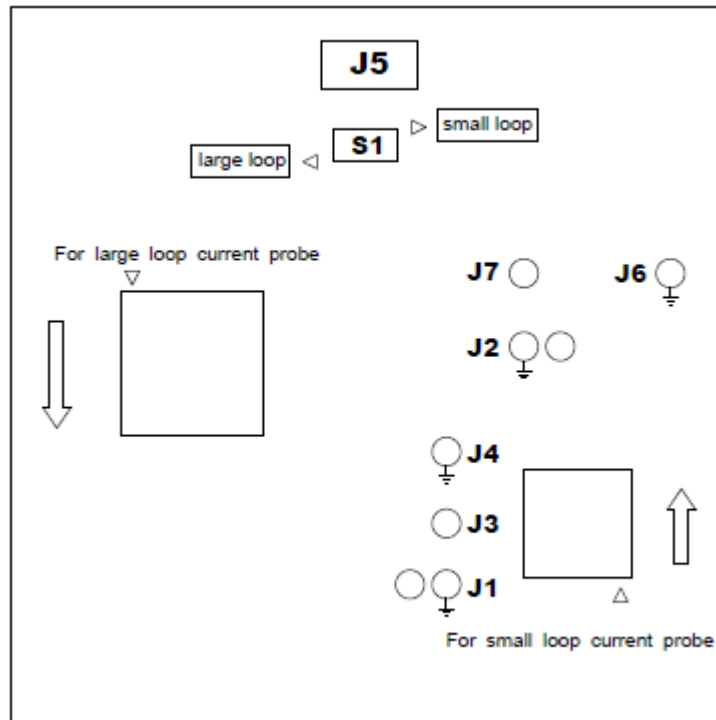 J5
small loop
S1
large loop
For large loop current probe
J7
J6
J2
J4
J3
J1
For small loop current probe